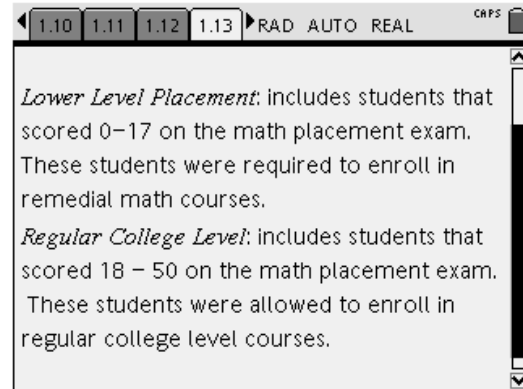 1.10 1.11 1.12 1.13 RAD AUTO REAL CAPS
Lower Level Placement: includes students that
scored 0–17 on the math placement exam.
These students were required to enroll in
remedial math courses.
Regular College Level: includes students that
scored 18 – 50 on the math placement exam.
These students were allowed to enroll in
regular college level courses.